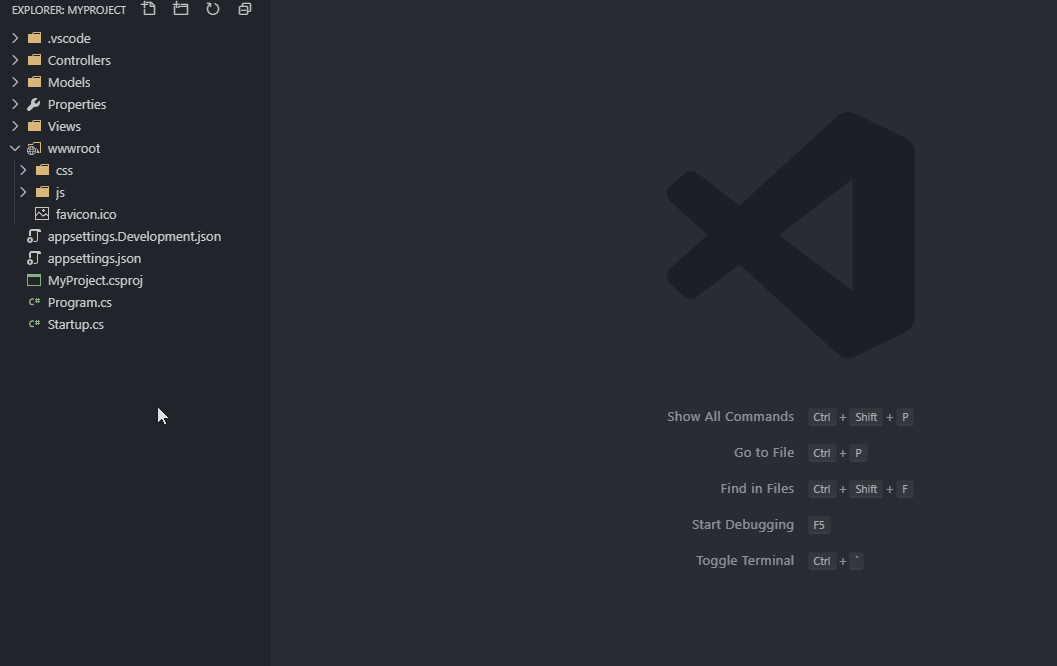 EXPLORER: MYPROJECT
.vscode
Controllers
Models
Properties
Views
wwwroot
css
js
favicon.ico
appsettings.Development.json
appsettings.json
MyProject.csproj
C# Program.cs
C# Startup.cs
Show All Commands Ctrl + Shift + P
Go to File Ctrl + P
Find in Files Ctrl + Shift + F
Start Debugging F5
Toggle Terminal Ctrl + `